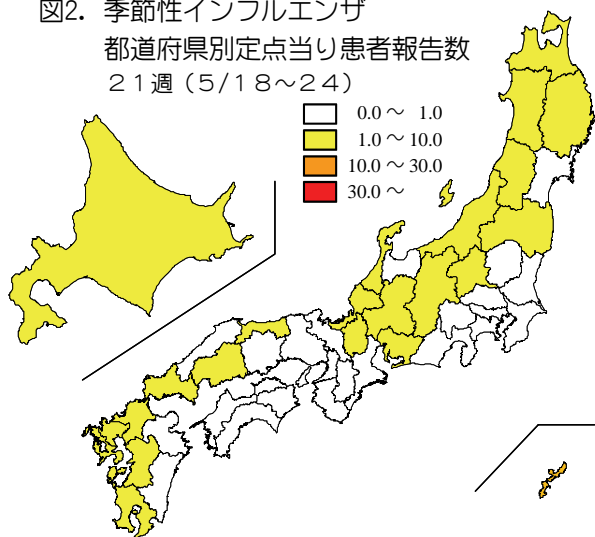 図2. 季節性インフルエンザ
都道府県別定点当り患者報告数
２１週（5/１８～２４）
0.0 ～ 1.0
1.0 ～ 10.0
10.0 ～ 30.0
30.0 ～